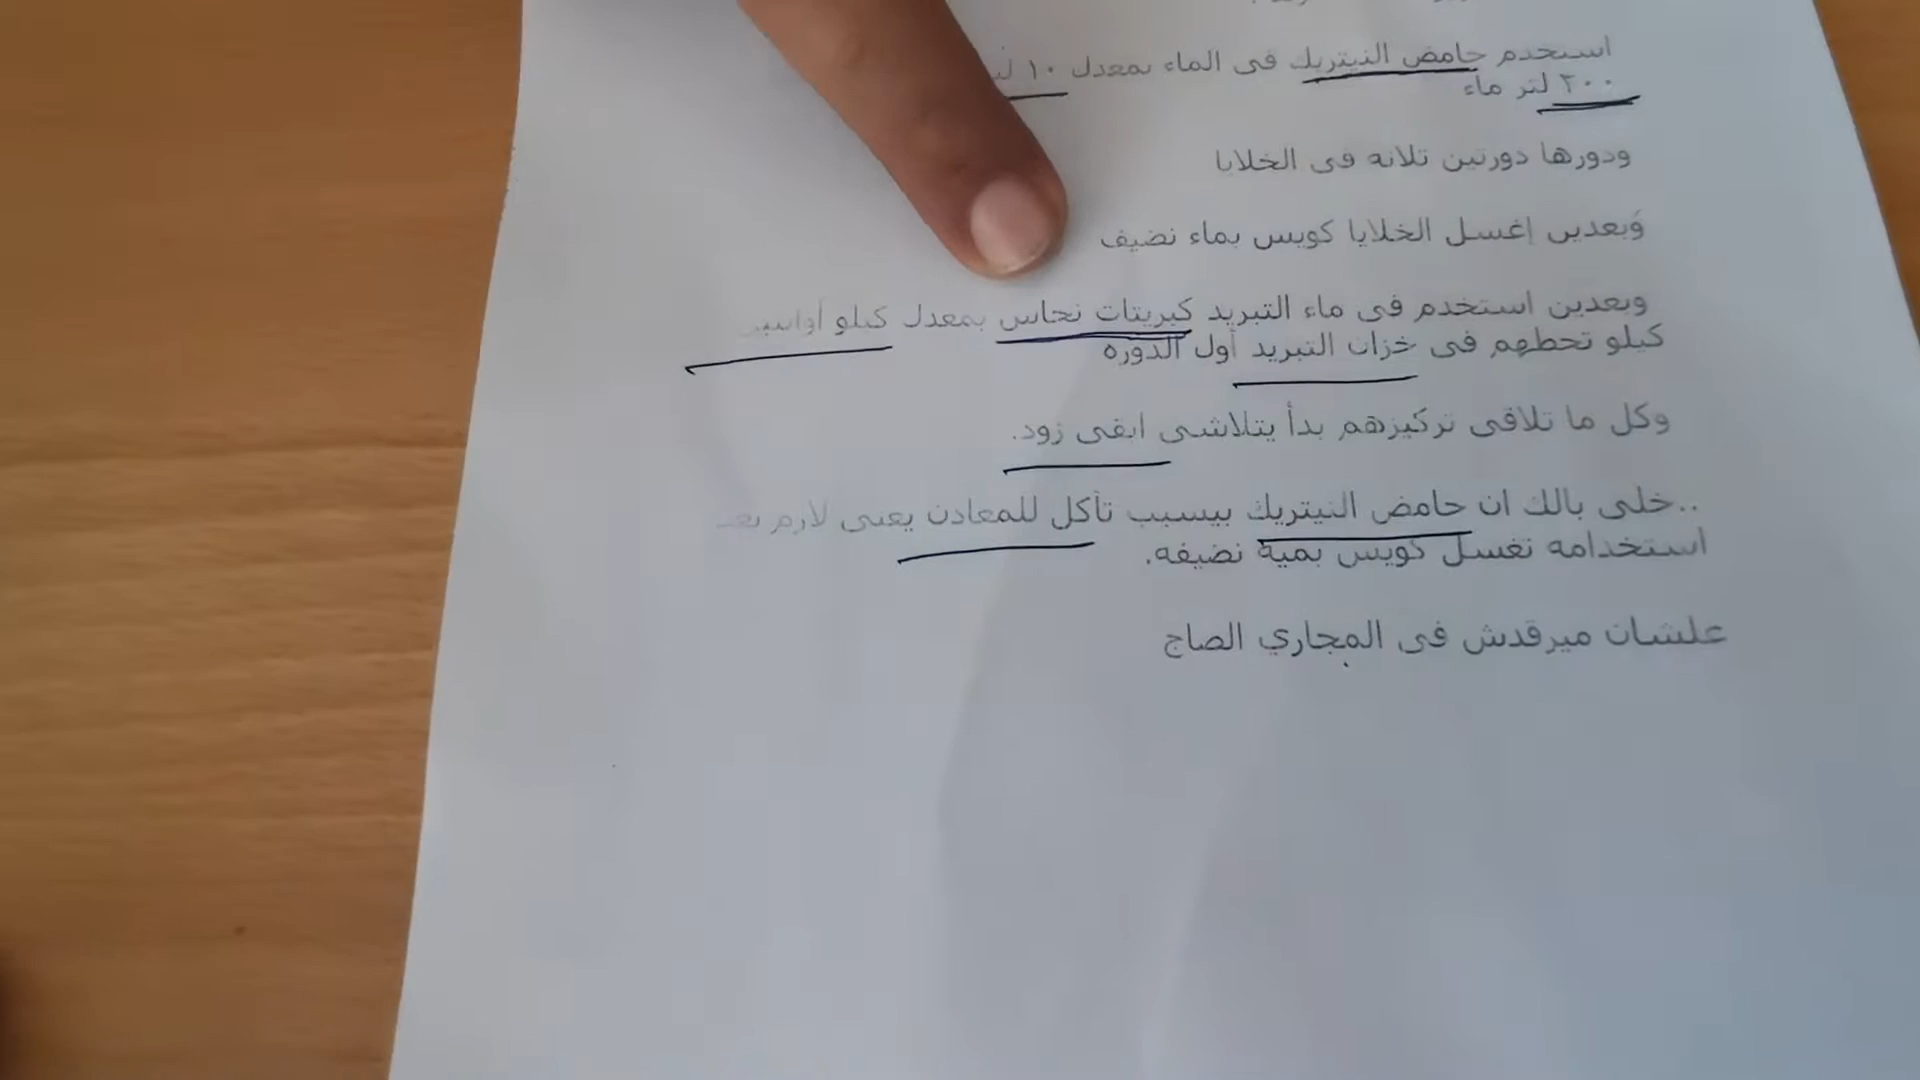 استخدم حامض النيتريك فى الماء بمعدل ١٠
٢٠٠ لتر ماء
ودورها دورتين تلاته فى الخلايا
وبعدين إغسل الخلايا كويس بماء نضيف
وبعدين استخدم فى ماء التبريد كبريتات نحاس بمعدل كيلو
كيلو تحطهم فى خزان التبريد أول الدوره
وكل ما تلاقى تركيزهم بدأ يتلاشى ابقى زود.
..خلى بالك ان حامض النيتريك بيسبب تأكل للمعادن يعنى لازم بعد
استخدامه تغسل كويس بمية نضيفه.
علشان ميرقدش فى المجاري الصاج